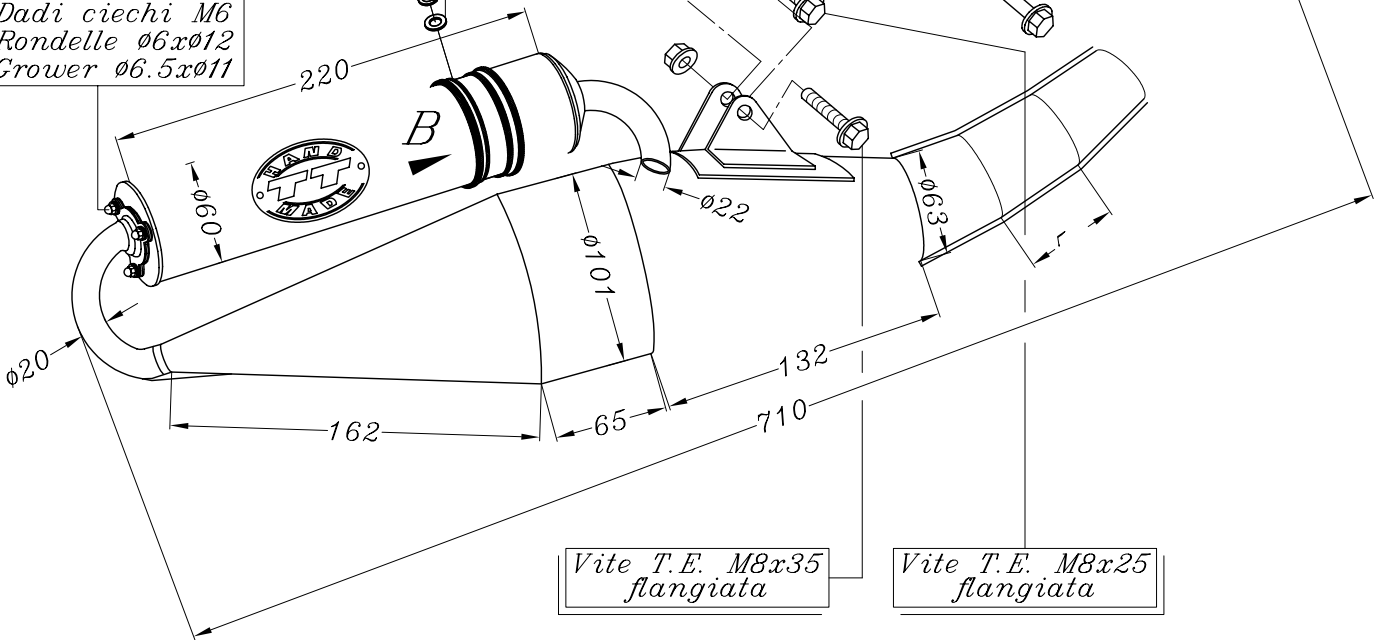 Dadi ciechi M6
Rondelle ø6xø12
Grower ø6.5xø11
220
B
HAND
TT
MADE
ø60
ø22
ø63
r
ø101
ø20
132
710
65
162
Vite T.E. M8x35
flangiata
Vite T.E. M8x25
flangiata